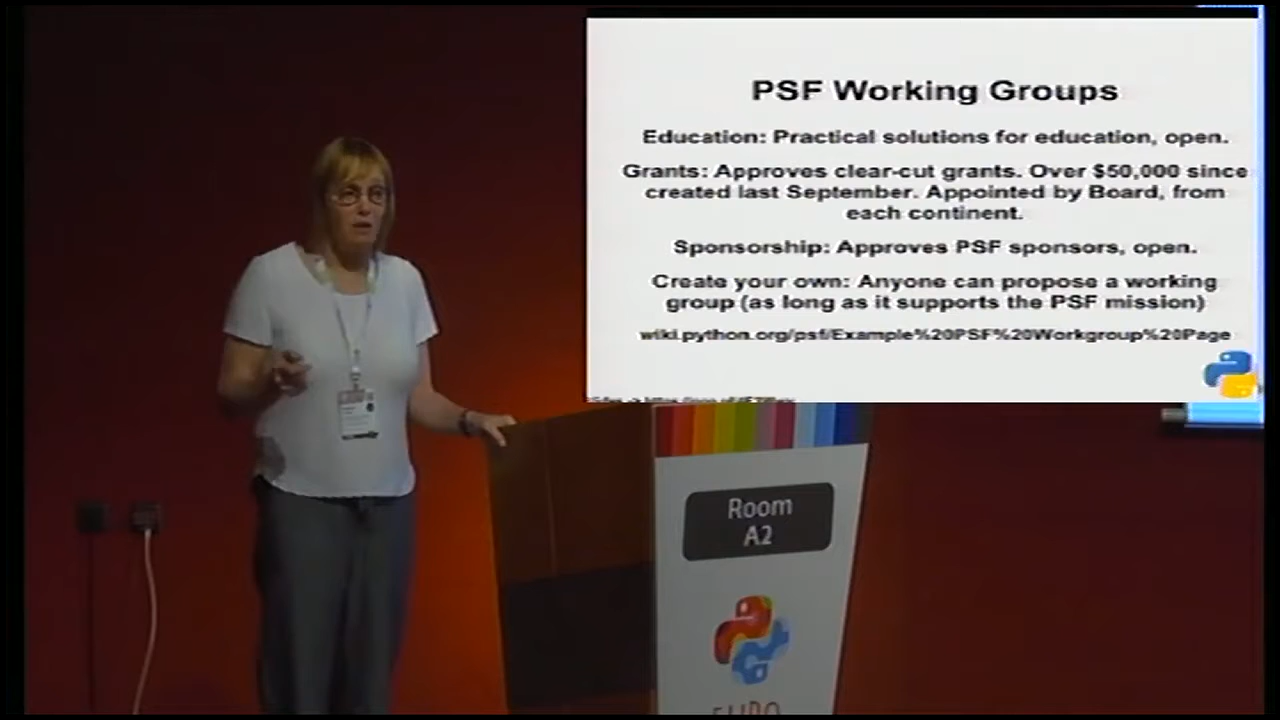 PSF Working Groups
Education: Practical solutions for education, open.
Grants: Approves clear-cut grants. Over $50,000 since
created last September. Appointed by Board, from
each continent.
Sponsorship: Approves PSF sponsors, open.
Create your own: Anyone can propose a working
group (as long as it supports the PSF mission)
wiki.python.org/psf/Example%20PSF%20Workgroup%20Page
Room
A2
EURO